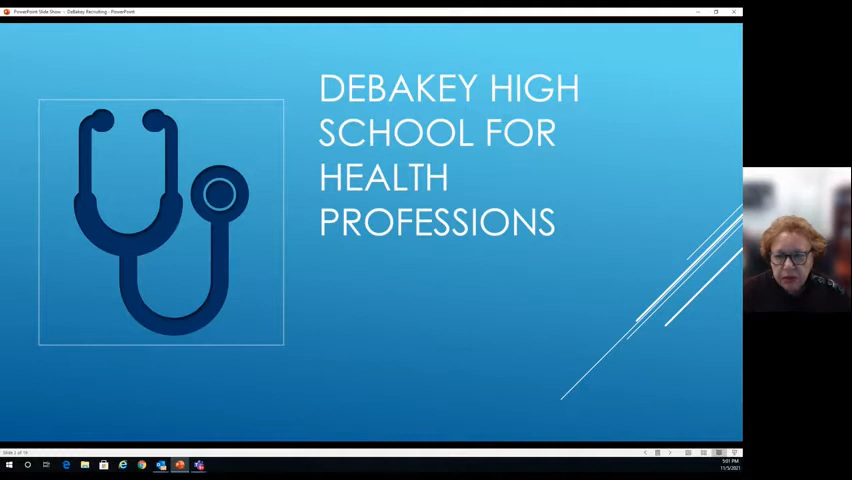 PowerPoint Slide Show - DeBakey Recruiting - PowerPoint
DEBAKEY HIGH
SCHOOL FOR
HEALTH
PROFESSIONS
Slide 1 of 19
5:01 PM
11/5/2021